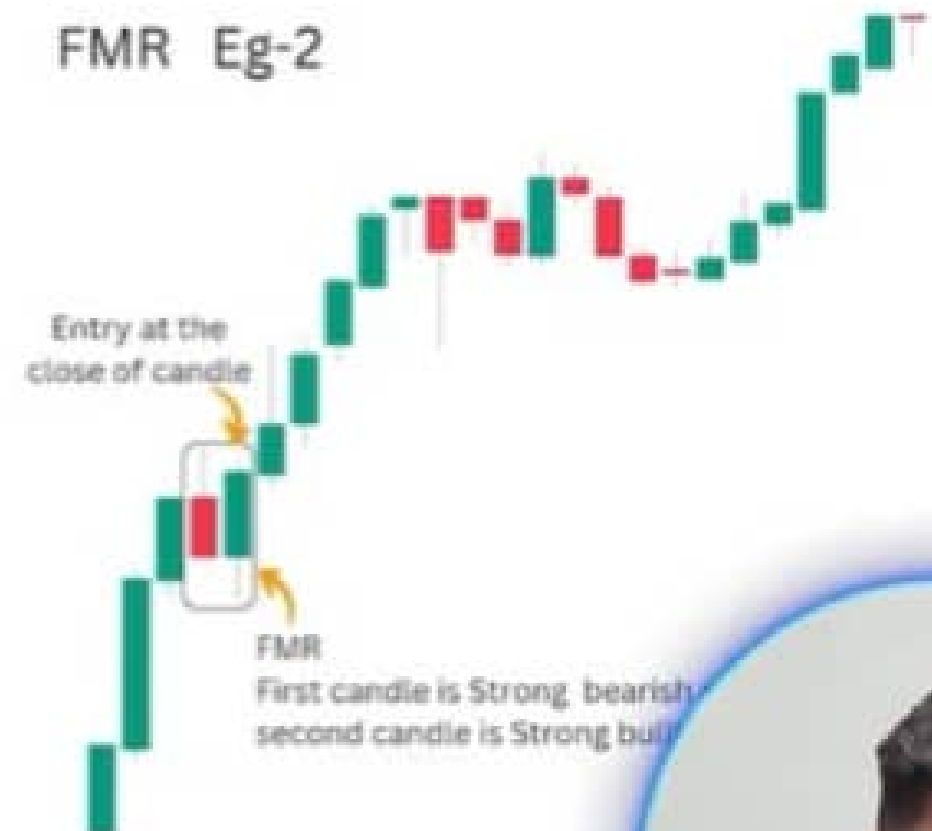 FMR Eg-2
Entry at the
close of candle
FMR
First candle is Strong bearish
second candle is Strong